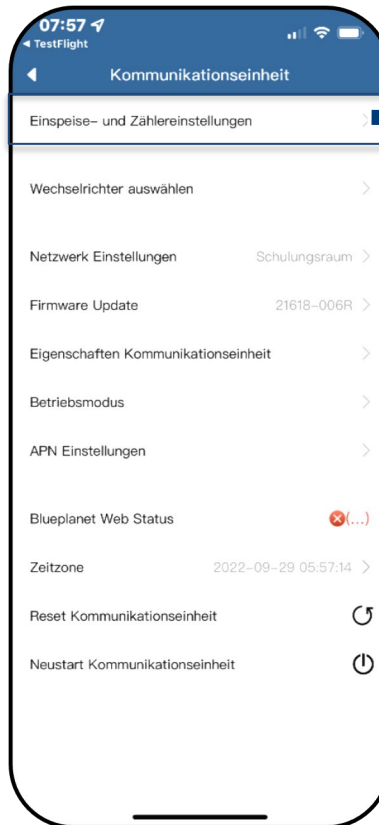 07:57
TestFlight
Kommunikationseinheit
Einspeise- und Zählereinstellungen
Wechselrichter auswählen
Netzwerk Einstellungen Schulungsraum
Firmware Update 21618-006R
Eigenschaften Kommunikationseinheit
Betriebsmodus
APN Einstellungen
Blueplanet Web Status (...)
Zeitzone 2022-09-29 05:57:14
Reset Kommunikationseinheit
Neustart Kommunikationseinheit